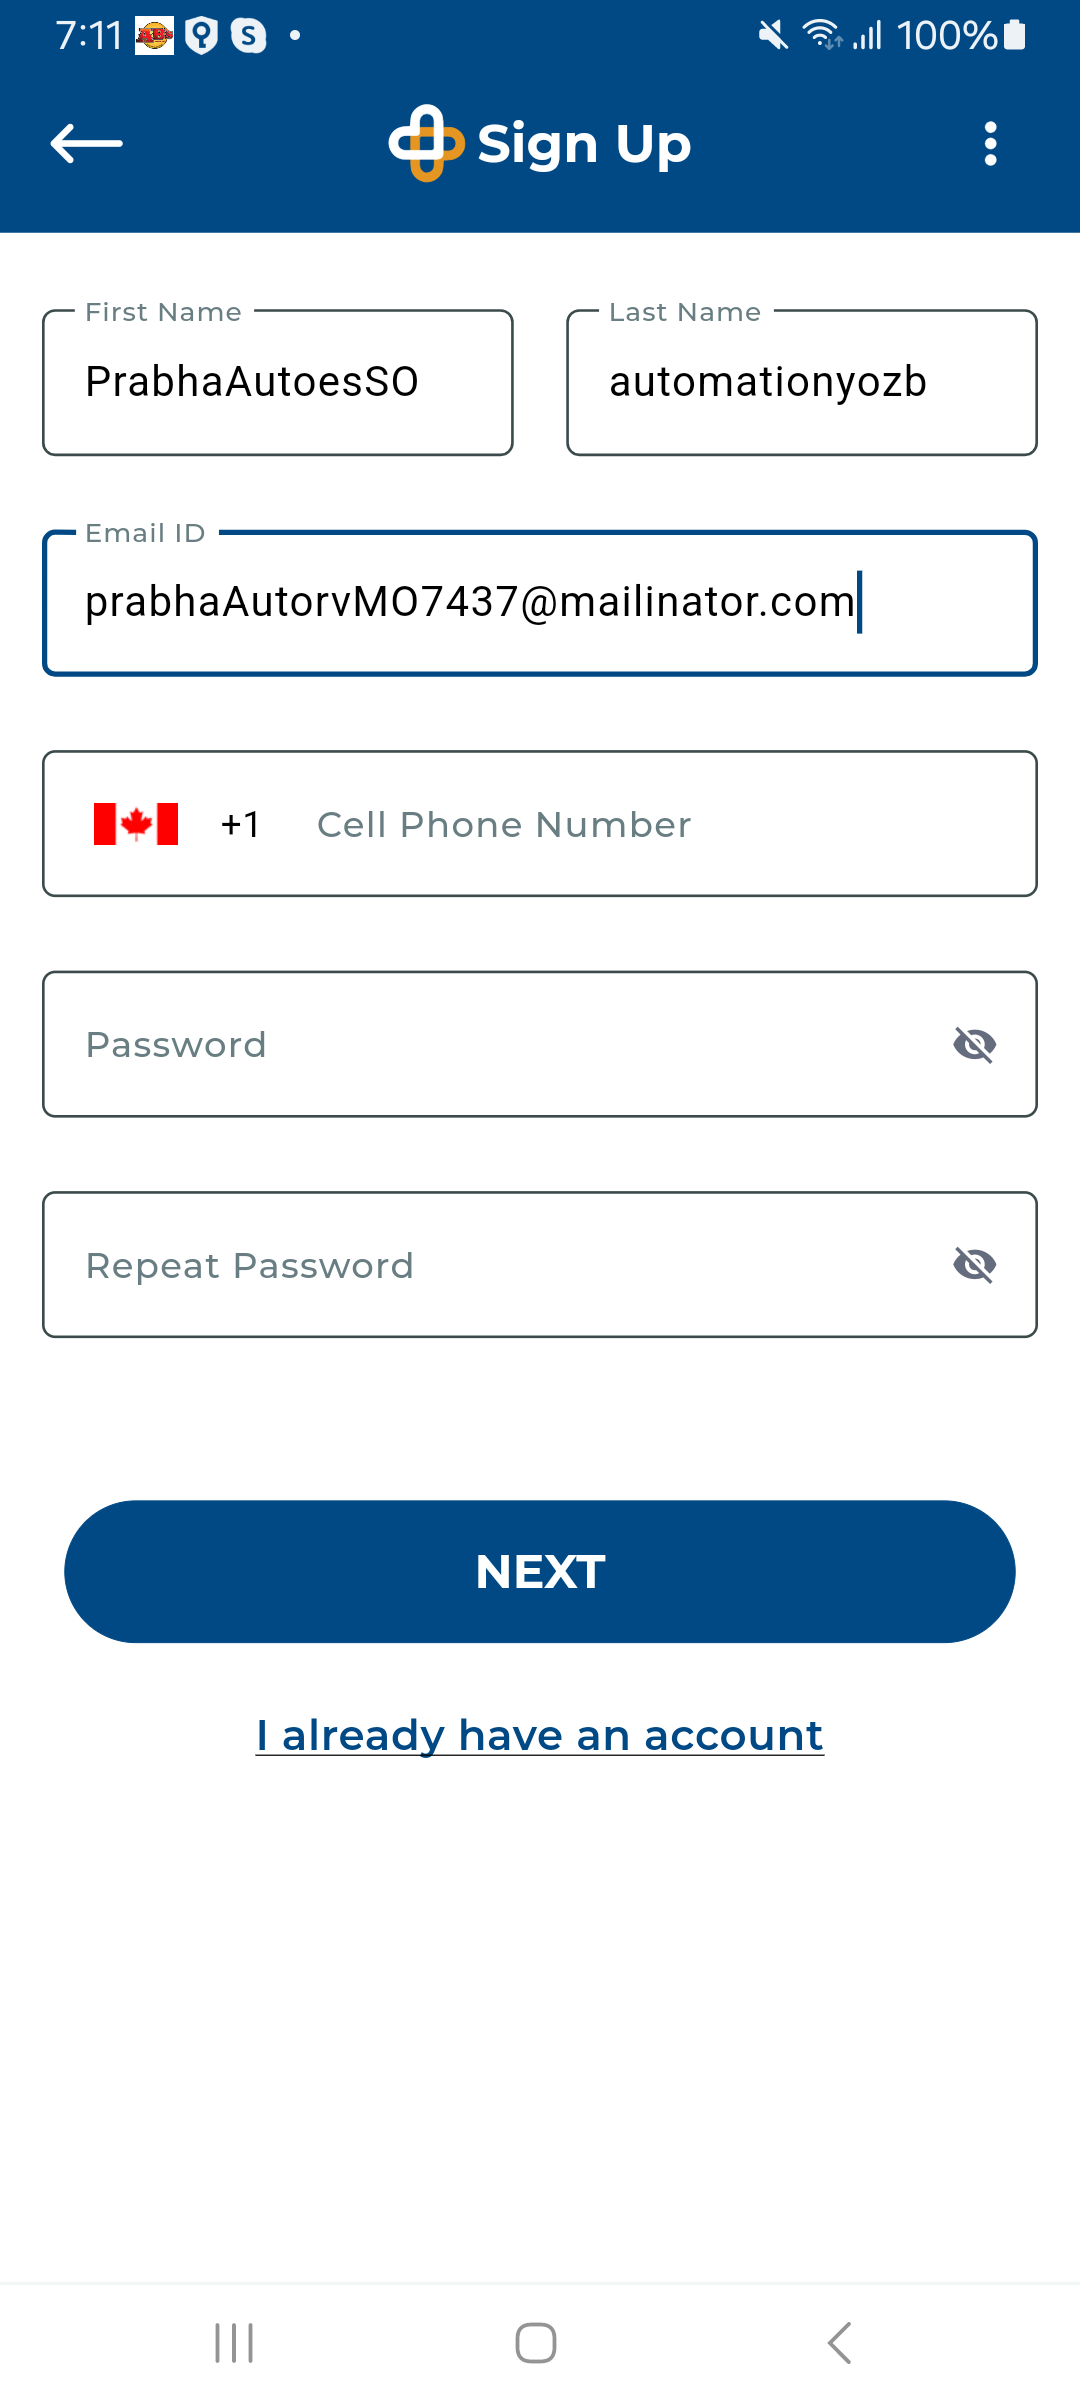 7:11 100%
Sign Up
First Name Last Name
PrabhaAutoesSO automationyozb
Email ID
prabhaAutorvMO7437@mailinator.com
+1 Cell Phone Number
Password
Repeat Password
NEXT
I already have an account